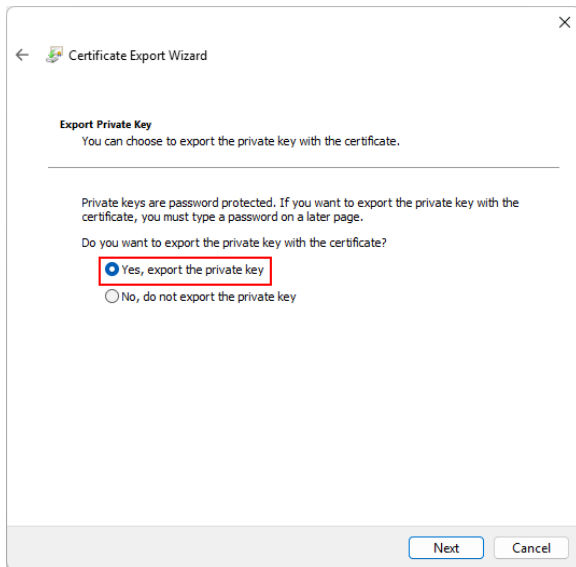 Certificate Export Wizard
Export Private Key
You can choose to export the private key with the certificate.
Private keys are password protected. If you want to export the private key with the
certificate, you must type a password on a later page.
Do you want to export the private key with the certificate?
Yes, export the private key
No, do not export the private key
Next Cancel